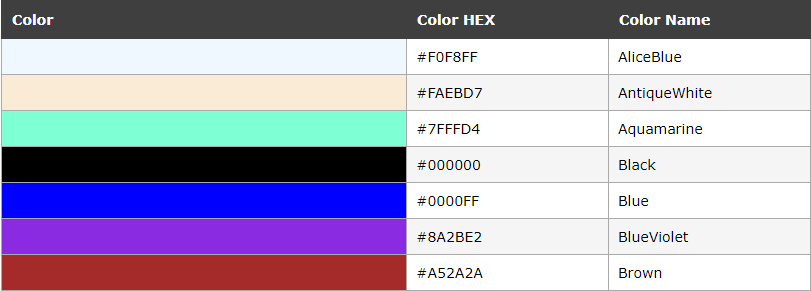 Color Color HEX Color Name
#F0F8FF AliceBlue
#FAEBD7 AntiqueWhite
#7FFFD4 Aquamarine
#000000 Black
#0000FF Blue
#8A2BE2 BlueViolet
#A52A2A Brown